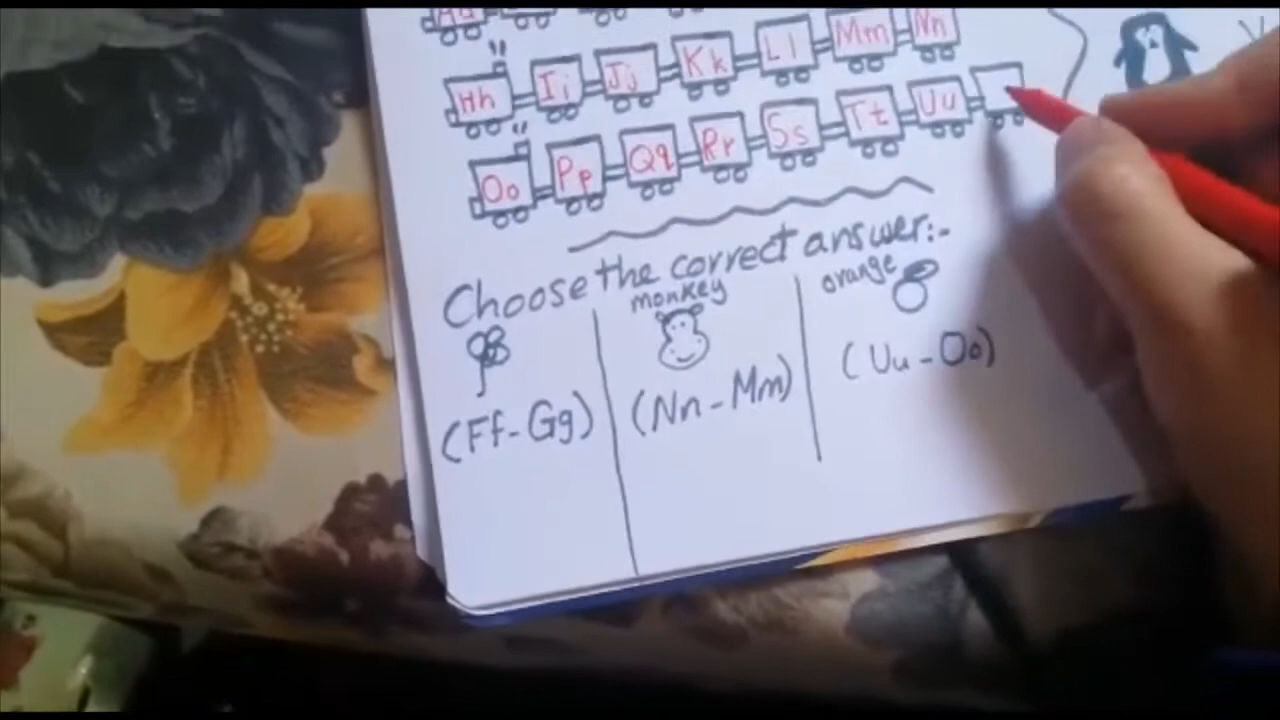 Hh Ii Jj Kk Ll Mm Nn
Oo Pp Qq Rr Ss Tt Uu
Choose the correct answer:-
monkey
orange
(Ff-Gg)
(Nn-Mm)
(Uu-Oo)